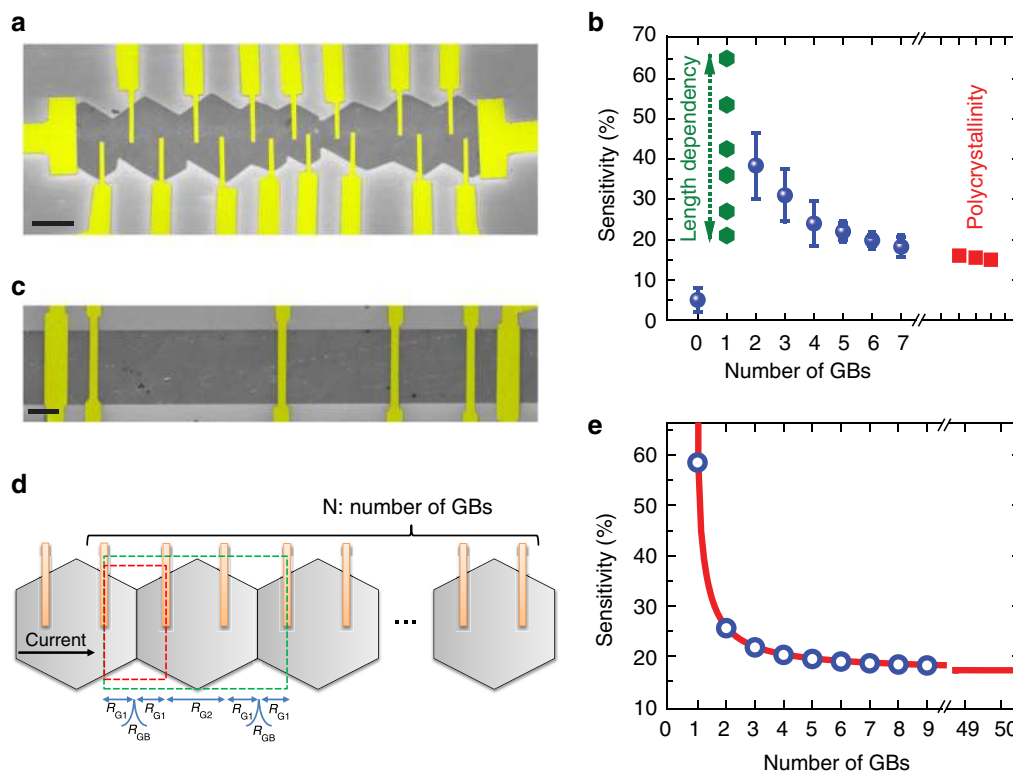 a
b
70
60
50
40
30
20
10
0
Sensitivity (%)
Length dependency
Polycrystallinity
0 1 2 3 4 5 6 7
Number of GBs
c
d
N: number of GBs
Current
...
R_G1 R_G1 R_G2 R_G1 R_G1
R_GB R_GB
e
60
50
40
30
20
10
Sensitivity (%)
0 1 2 3 4 5 6 7 8 9 49 50
Number of GBs